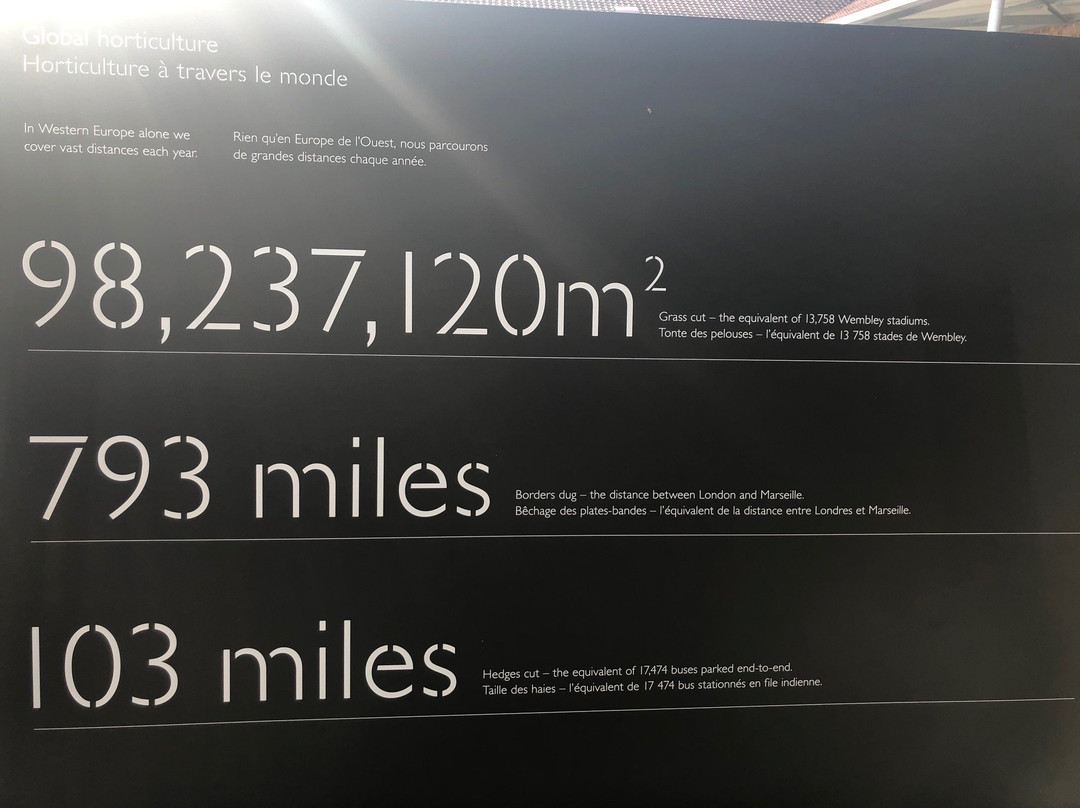 Global horticulture
Horticulture à travers le monde
In Western Europe alone we
cover vast distances each year.
Rien qu'en Europe de l'Ouest, nous parcourons
de grandes distances chaque année.
98,237,120m²
Grass cut – the equivalent of 13,758 Wembley stadiums.
Tonte des pelouses – l'équivalent de 13 758 stades de Wembley.
793 miles
Borders dug – the distance between London and Marseille.
Bêchage des plates-bandes – l'équivalent de la distance entre Londres et Marseille.
103 miles
Hedges cut – the equivalent of 17,474 buses parked end-to-end.
Taille des haies – l'équivalent de 17 474 bus stationnés en file indienne.